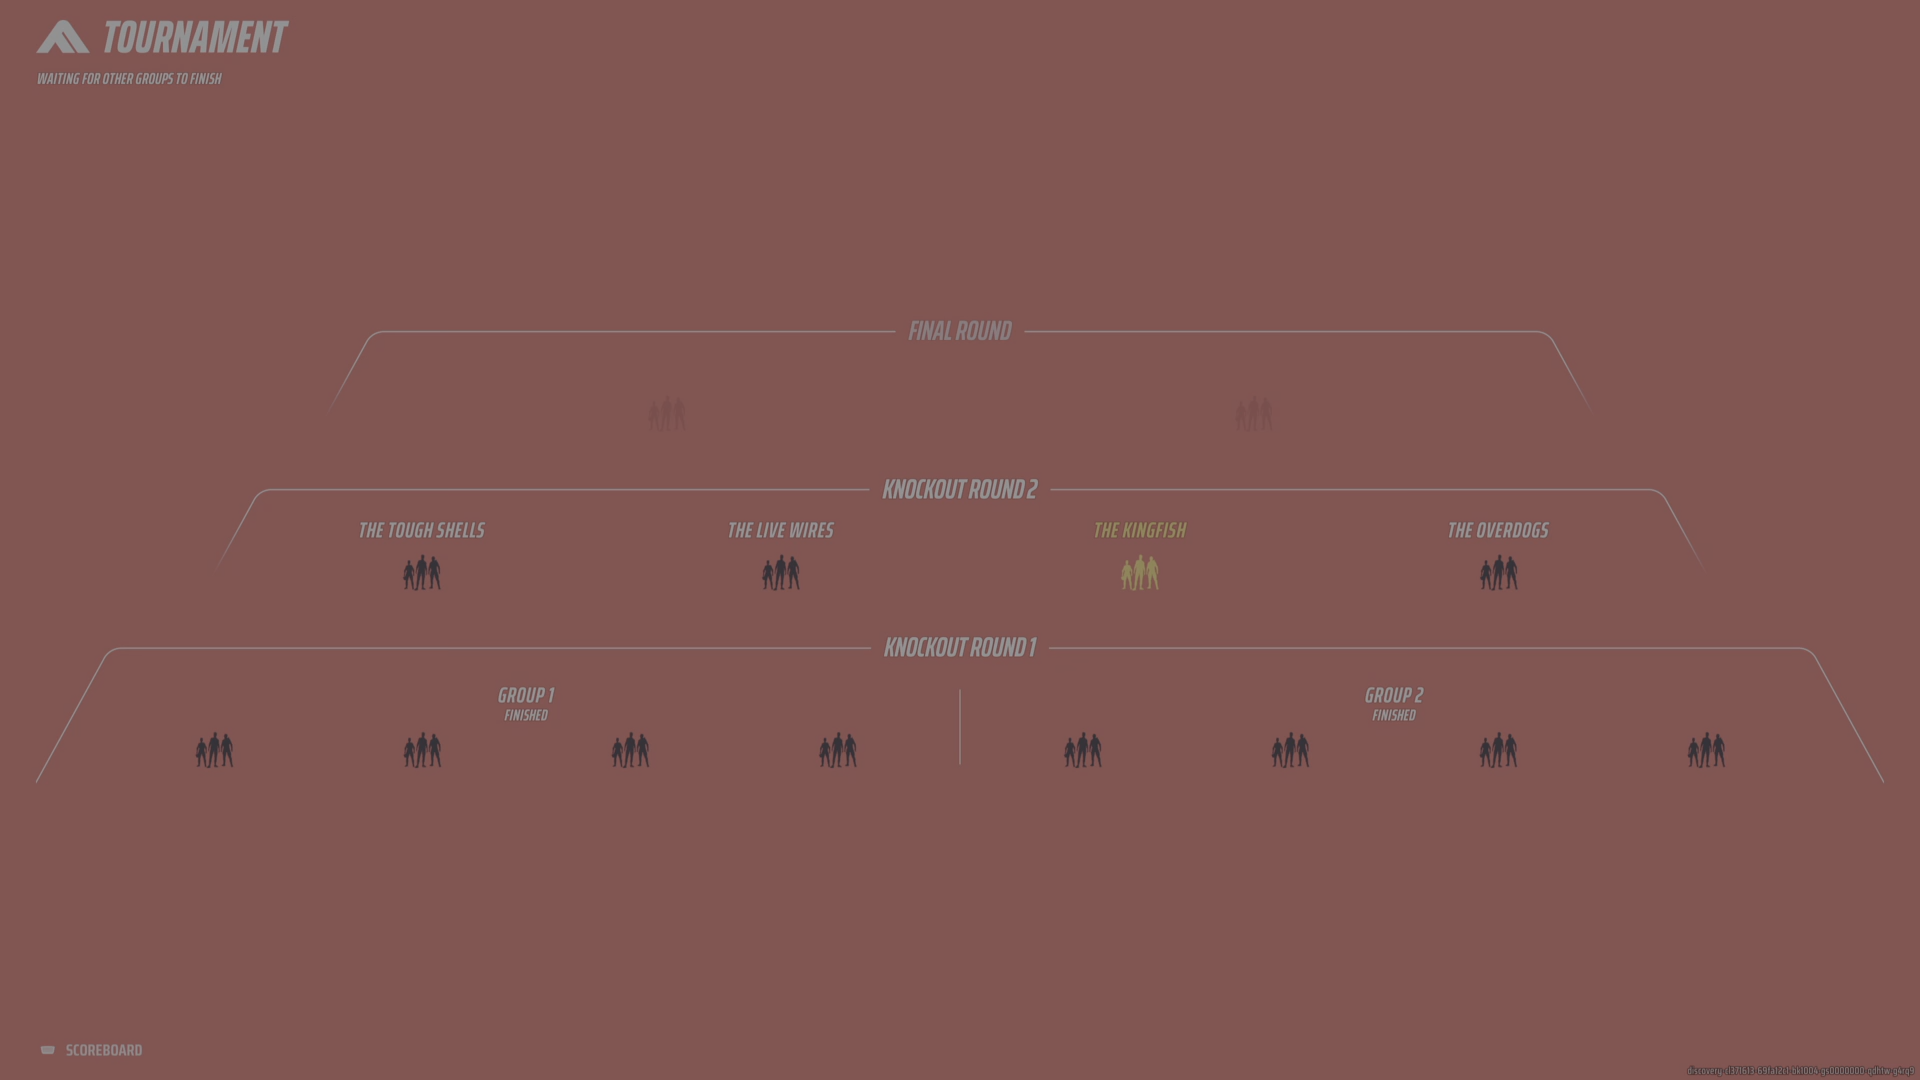 TOURNAMENT
WAITING FOR OTHER GROUPS TO FINISH
FINAL ROUND
KNOCKOUT ROUND 2
THE TOUGH SHELLS
THE LIVE WIRES
THE KINGFISH
THE OVERDOGS
KNOCKOUT ROUND 1
GROUP 1
FINISHED
GROUP 2
FINISHED
SCOREBOARD